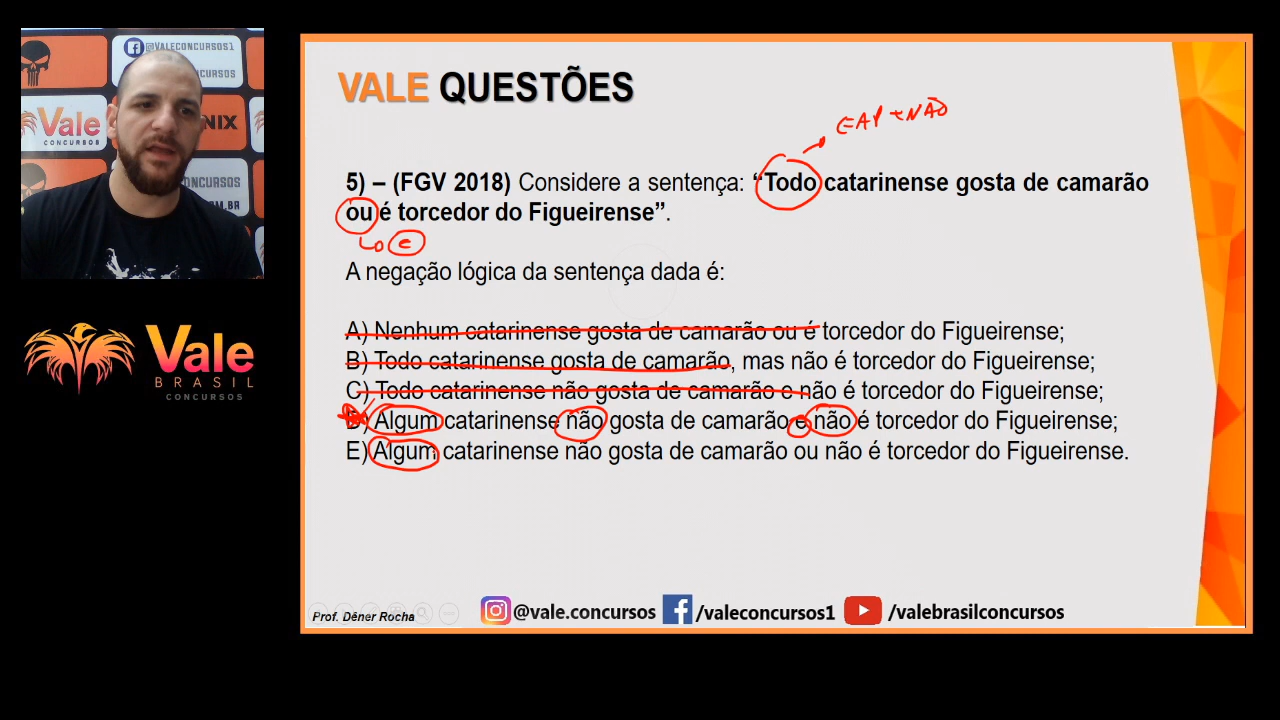 @VALECONCURSOS1
CONCURSOS
Vale
CONCURSOS
NIX
CONCURSOS
Vale
BRASIL
CONCURSOS
VALE QUESTÕES
EAP + NÃO
5) – (FGV 2018) Considere a sentença: “Todo catarinense gosta de camarão
ou é torcedor do Figueirense”.
e
A negação lógica da sentença dada é:
A) Nenhum catarinense gosta de camarão ou é torcedor do Figueirense;
B) Todo catarinense gosta de camarão, mas não é torcedor do Figueirense;
C) Todo catarinense não gosta de camarão e não é torcedor do Figueirense;
D) Algum catarinense não gosta de camarão e não é torcedor do Figueirense;
E) Algum catarinense não gosta de camarão ou não é torcedor do Figueirense.
Prof. Dêner Rocha
@vale.concursos
/valeconcursos1
/valebrasilconcursos